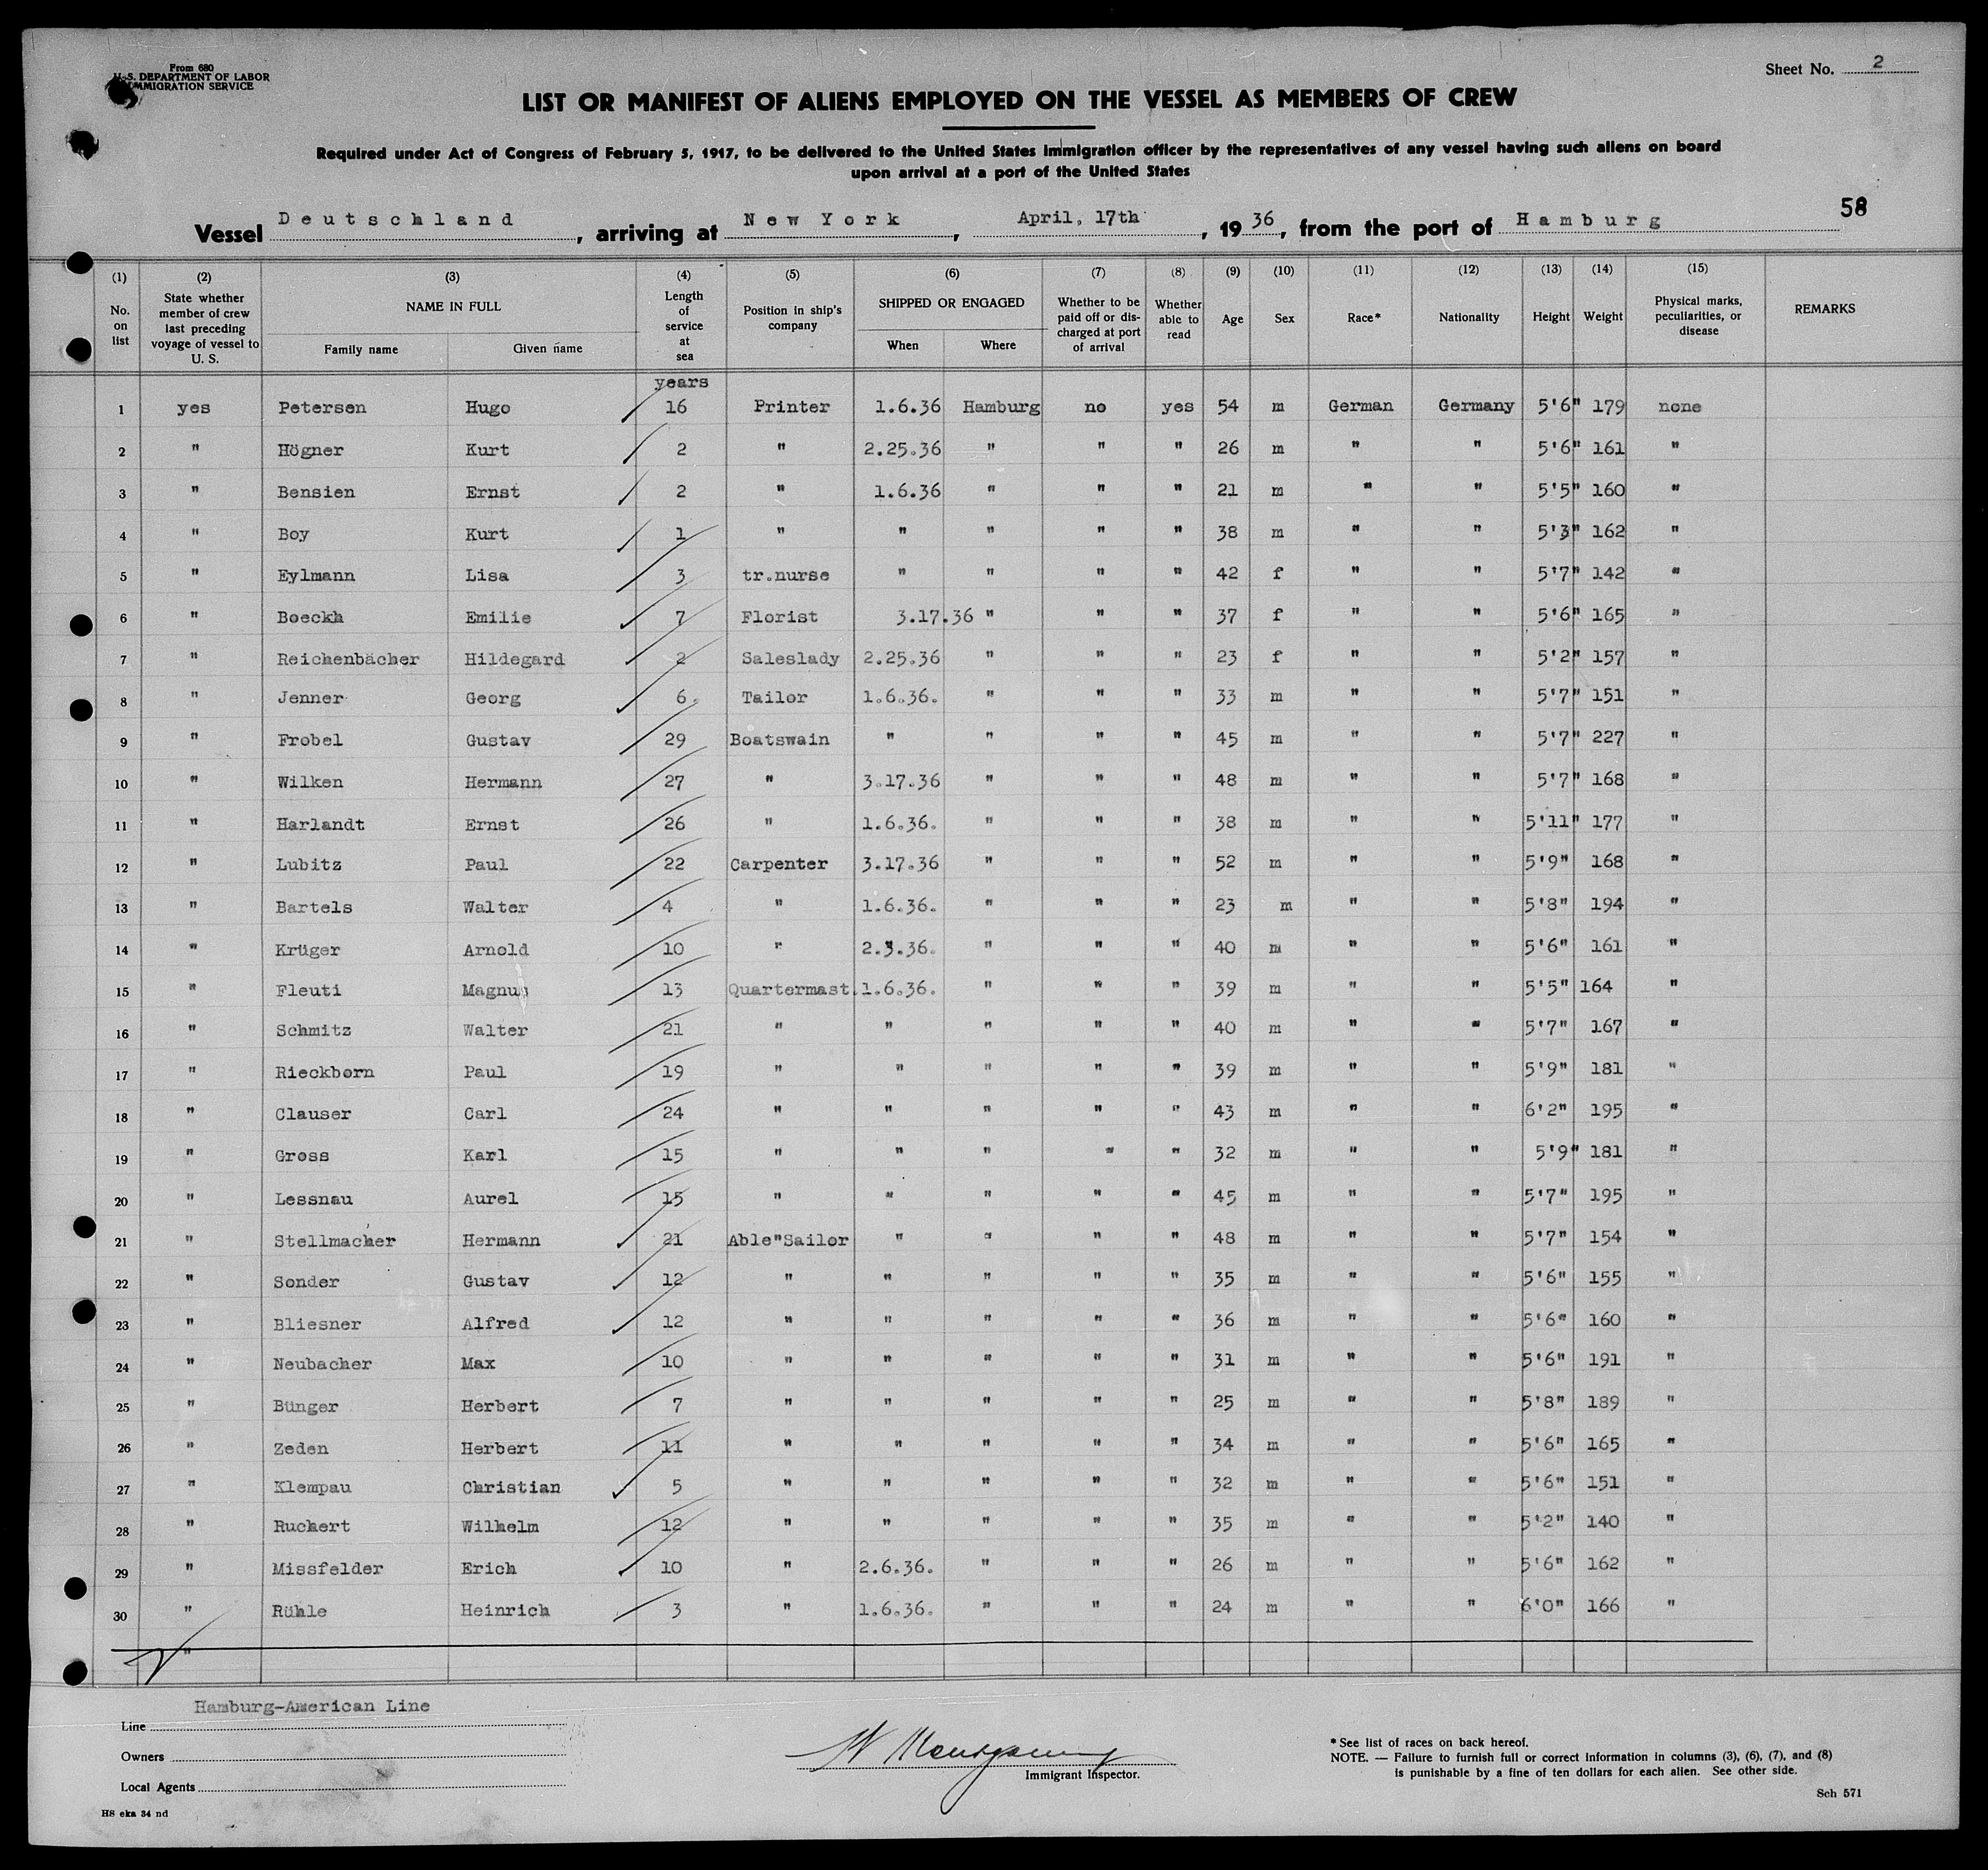 From 680
U.S. DEPARTMENT OF LABOR
IMMIGRATION SERVICE
Sheet No. 2
LIST OR MANIFEST OF ALIENS EMPLOYED ON THE VESSEL AS MEMBERS OF CREW
Required under Act of Congress of February 5, 1917, to be delivered to the United States immigration officer by the representatives of any vessel having such aliens on board
upon arrival at a port of the United States
58
Vessel Deutschland, arriving at New York, April, 17th, 1936, from the port of Hamburg
(1) (2) (3) (4) (5) (6) (7) (8) (9) (10) (11) (12) (13) (14) (15)
No. on list | State whether member of crew last preceding voyage of vessel to U. S. | NAME IN FULL | Family name | Given name | Length of service at sea | Position in ship's company | SHIPPED OR ENGAGED | When | Where | Whether to be paid off or discharged at port of arrival | Whether able to read | Age | Sex | Race* | Nationality | Height | Weight | Physical marks, peculiarities, or disease | REMARKS
years
1 yes Petersen Hugo 16 Printer 1.6.36 Hamburg no yes 54 m German Germany 5'6" 179 none
2 " Högner Kurt 2 " 2.25.36 " " " 26 m " " 5'6" 161 "
3 " Bensien Ernst 2 " 1.6.36 " " " 21 m " " 5'5" 160 "
4 " Boy Kurt 1 " " " " " 38 m " " 5'3" 162 "
5 " Eylmann Lisa 3 tr.nurse " " " " 42 f " " 5'7" 142 "
6 " Boeckh Emilie 7 Florist 3.17.36 " " " 37 f " " 5'6" 165 "
7 " Reichenbächer Hildegard 2 Saleslady 2.25.36 " " " 23 f " " 5'2" 157 "
8 " Jenner Georg 6. Tailor 1.6.36. " " " 33 m " " 5'7" 151 "
9 " Frobel Gustav 29 Boatswain " " " " 45 m " " 5'7" 227 "
10 " Wilken Hermann 27 " 3.17.36 " " " 48 m " " 5'7" 168 "
11 " Harlandt Ernst 26 " 1.6.36. " " " 38 m " " 5'11" 177 "
12 " Lubitz Paul 22 Carpenter 3.17.36 " " " 52 m " " 5'9" 168 "
13 " Bartels Walter 4 " 1.6.36. " " " 23 m " " 5'8" 194 "
14 " Krüger Arnold 10 " 2.3.36. " " " 40 m " " 5'6" 161 "
15 " Fleuti Magnus 13 Quartermast. 1.6.36. " " " 39 m " " 5'5" 164 "
16 " Schmitz Walter 21 " " " " " 40 m " " 5'7" 167 "
17 " Rieckborn Paul 19 " " " " " 39 m " " 5'9" 181 "
18 " Clauser Carl 24 " " " " " 43 m " " 6'2" 195 "
19 " Gross Karl 15 " " " " " 32 m " " 5'9" 181 "
20 " Lessnau Aurel 15 " " " " " 45 m " " 5'7" 195 "
21 " Stellmacher Hermann 21 Able"Sailor " " " " 48 m " " 5'7" 154 "
22 " Sonder Gustav 12 " " " " " 35 m " " 5'6" 155 "
23 " Bliesner Alfred 12 " " " " " 36 m " " 5'6" 160 "
24 " Neubacher Max 10 " " " " " 31 m " " 5'6" 191 "
25 " Bünger Herbert 7 " " " " " 25 m " " 5'8" 189 "
26 " Zeden Herbert 11 " " " " " 34 m " " 5'6" 165 "
27 " Klempau Christian 5 " " " " " 32 m " " 5'6" 151 "
28 " Ruchert Wilhelm 12 " " " " " 35 m " " 5'2" 140 "
29 " Missfelder Erich 10 " 2.6.36. " " " 26 m " " 5'6" 162 "
30 " Rühle Heinrich 3 " 1.6.36. " " " 24 m " " 6'0" 166 "
"
Line Hamburg-American Line
Owners
Local Agents
HS eka 34 nd
W Montgomery
Immigrant Inspector.
* See list of races on back hereof.
NOTE. — Failure to furnish full or correct information in columns (3), (6), (7), and (8)
is punishable by a fine of ten dollars for each alien. See other side.
Sch 571